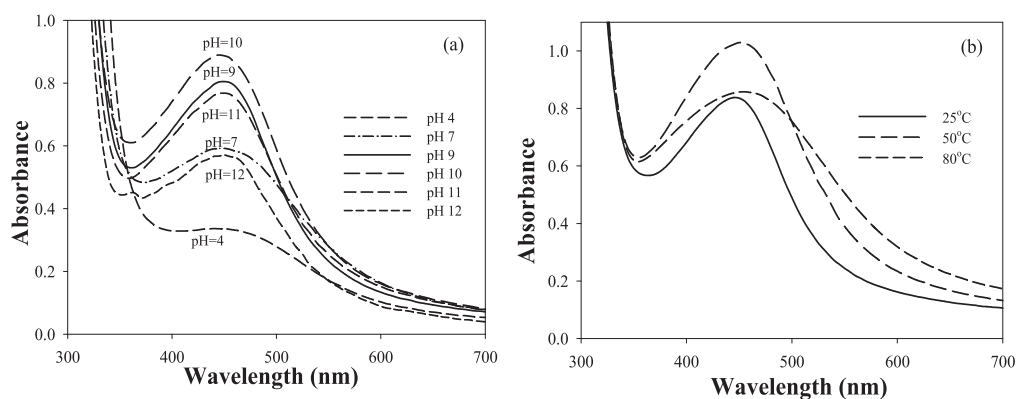 (a)
Absorbance
1.0
0.8
0.6
0.4
0.2
0.0
pH=10
pH=9
pH=11
pH=7
pH=12
pH=4
pH 4
pH 7
pH 9
pH 10
pH 11
pH 12
300 400 500 600 700
Wavelength (nm)
(b)
Absorbance
1.0
0.8
0.6
0.4
0.2
0.0
25°C
50°C
80°C
300 400 500 600 700
Wavelength (nm)